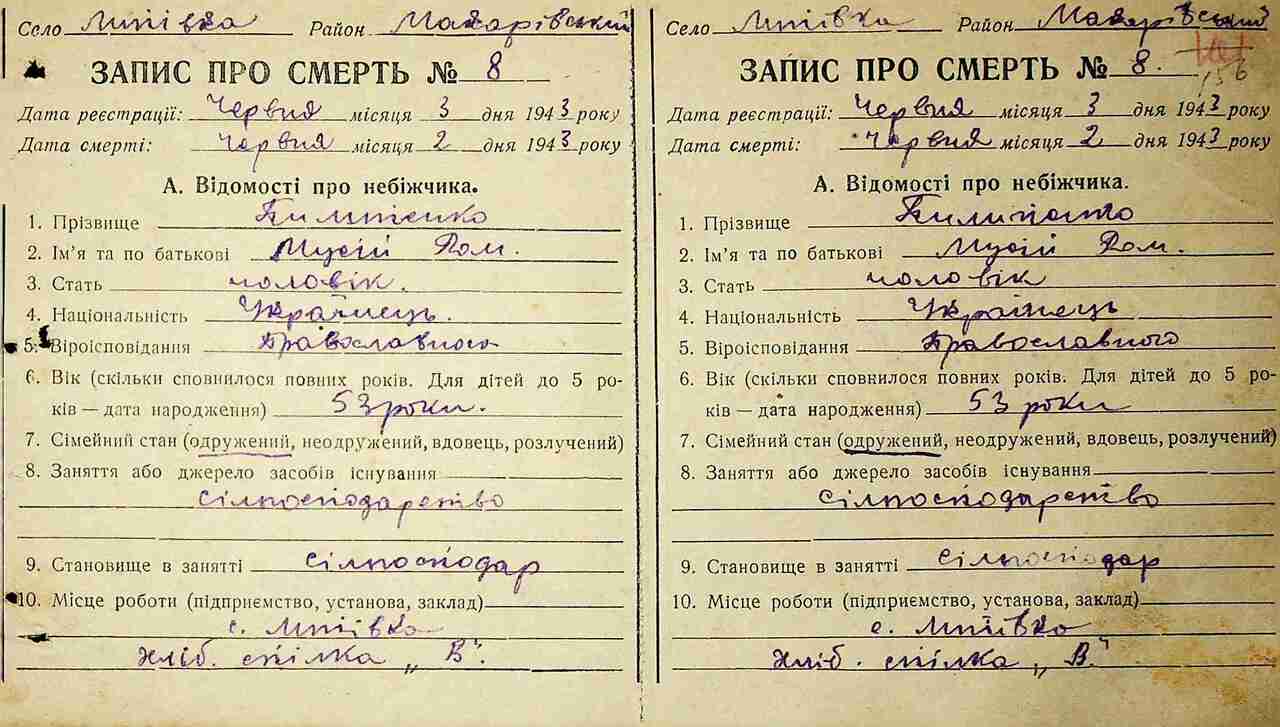 Село Липівка Район Макарівський
ЗАПИС ПРО СМЕРТЬ № 8
Дата реєстрації: Червня місяця 3 дня 1943 року
Дата смерті: Червня місяця 2 дня 1943 року
А. Відомості про небіжчика.
1. Прізвище
2. Ім'я та по батькові Мусій Ром.
3. Стать чоловік.
4. Національність Українець.
5. Віроісповідання Православного
6. Вік (скільки сповнилося повних років. Для дітей до 5 ро-
ків — дата народження) 53 роки.
7. Сімейний стан (одружений, неодружений, вдовець, розлучений)
8. Заняття або джерело засобів існування
сілгосподарство
9. Становище в занятті сілгосподар
10. Місце роботи (підприємство, установа, заклад)
с. Липівка
хліб. спілка „В".
Село Липівка Район Макарівський
ЗАПИС ПРО СМЕРТЬ № 8.
156
Дата реєстрації: Червня місяця 3 дня 1943 року
Дата смерті: Червня місяця 2 дня 1943 року
А. Відомості про небіжчика.
1. Прізвище
2. Ім'я та по батькові Мусій Ром.
3. Стать чоловік
4. Національність Українець
5. Віроісповідання Православного
6. Вік (скільки сповнилося повних років. Для дітей до 5 ро-
ків — дата народження) 53 роки
7. Сімейний стан (одружений, неодружений, вдовець, розлучений)
8. Заняття або джерело засобів існування
сілгосподарство
9. Становище в занятті сілгосподар
10. Місце роботи (підприємство, установа, заклад)
с. Липівка
хліб. спілка „В"